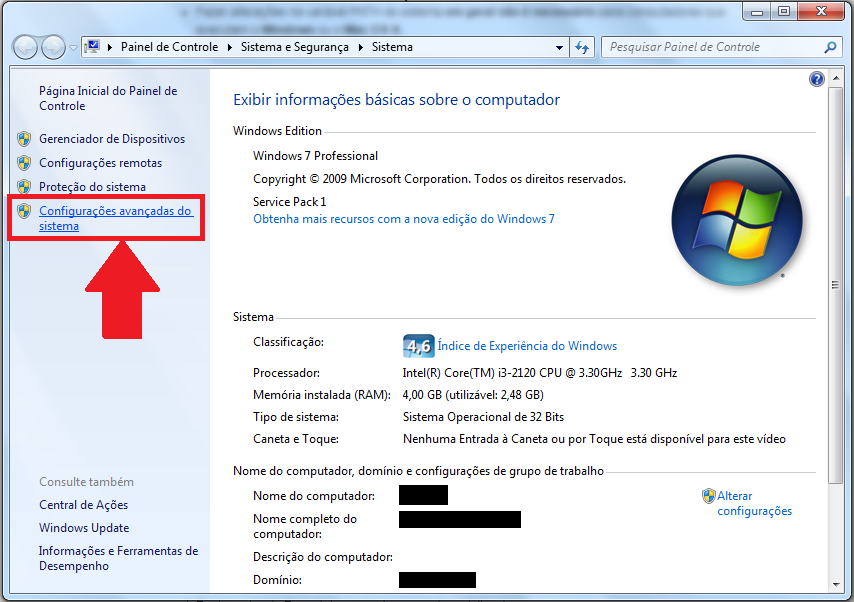 Painel de Controle
Sistema e Segurança
Sistema
Pesquisar Painel de Controle
Página Inicial do Painel de
Controle
Gerenciador de Dispositivos
Configurações remotas
Proteção do sistema
Configurações avançadas do
sistema
Consulte também
Central de Ações
Windows Update
Informações e Ferramentas de
Desempenho
Exibir informações básicas sobre o computador
Windows Edition
Windows 7 Professional
Copyright © 2009 Microsoft Corporation. Todos os direitos reservados.
Service Pack 1
Obtenha mais recursos com a nova edição do Windows 7
Sistema
Classificação:
4,6 Índice de Experiência do Windows
Processador: Intel(R) Core(TM) i3-2120 CPU @ 3.30GHz 3.30 GHz
Memória instalada (RAM): 4,00 GB (utilizável: 2,48 GB)
Tipo de sistema: Sistema Operacional de 32 Bits
Caneta e Toque: Nenhuma Entrada à Caneta ou por Toque está disponível para este vídeo
Nome do computador, domínio e configurações de grupo de trabalho
Nome do computador:
Alterar
configurações
Nome completo do
computador:
Descrição do computador:
Domínio: